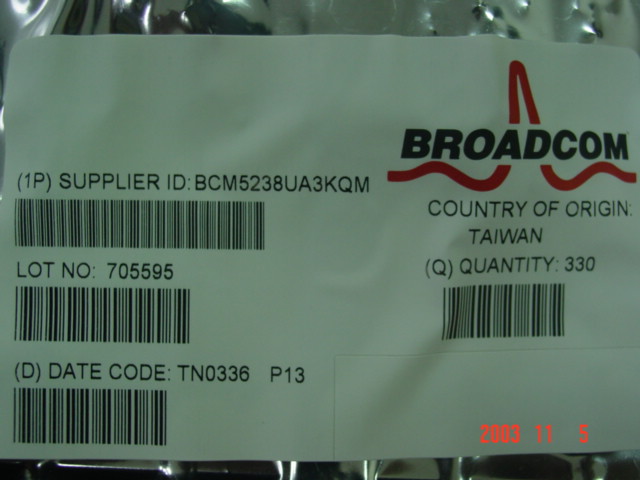 BROADCOM
(1P) SUPPLIER ID: BCM5238UA3KQM
COUNTRY OF ORIGIN:
TAIWAN
LOT NO: 705595
(Q) QUANTITY: 330
(D) DATE CODE: TN0336 P13
2003 11 5